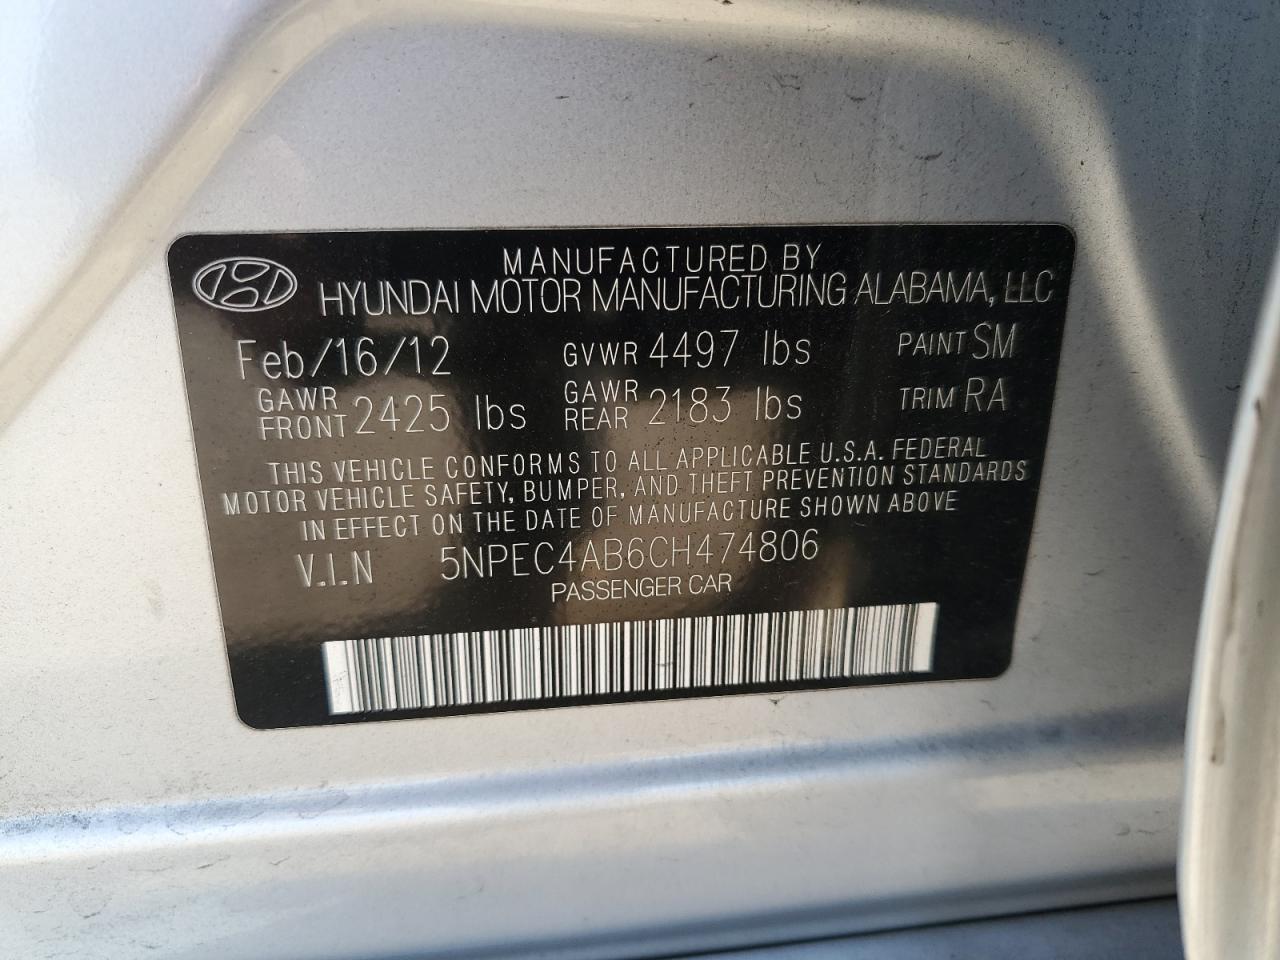 MANUFACTURED BY
HYUNDAI MOTOR MANUFACTURING ALABAMA, LLC
Feb/16/12 GVWR 4497 lbs PAINT SM
GAWR FRONT 2425 lbs GAWR REAR 2183 lbs TRIM RA
THIS VEHICLE CONFORMS TO ALL APPLICABLE U.S.A. FEDERAL
MOTOR VEHICLE SAFETY, BUMPER, AND THEFT PREVENTION STANDARDS
IN EFFECT ON THE DATE OF MANUFACTURE SHOWN ABOVE
V.I.N 5NPEC4AB6CH474806
PASSENGER CAR